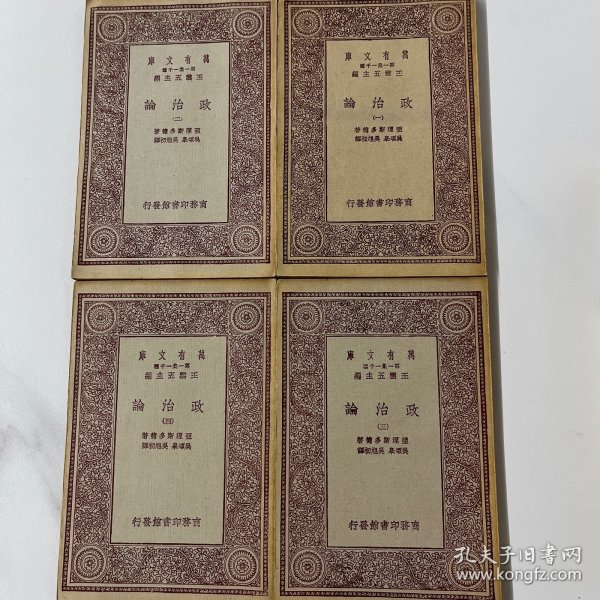 萬有文庫
第一集一千種
王雲五主編
政治論
(一)
亞理斯多德著
吳頌皋 吳旭初譯
商務印書館發行
萬有文庫
第一集一千種
王雲五主編
政治論
(二)
亞理斯多德著
吳頌皋 吳旭初譯
商務印書館發行
萬有文庫
第一集一千種
王雲五主編
政治論
(三)
亞理斯多德著
吳頌皋 吳旭初譯
商務印書館發行
萬有文庫
第一集一千種
王雲五主編
政治論
(四)
亞理斯多德著
吳頌皋 吳旭初譯
商務印書館發行
孔夫子旧书网
www.kongfz.com